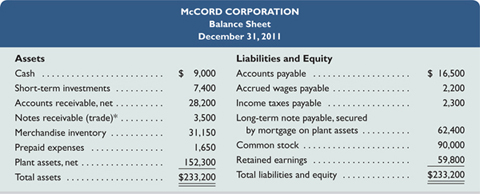 McCORD CORPORATION
Balance Sheet
December 31, 2011
Assets Liabilities and Equity
Cash $ 9,000 Accounts payable $ 16,500
Short-term investments 7,400 Accrued wages payable 2,200
Accounts receivable, net 28,200 Income taxes payable 2,300
Notes receivable (trade)* 3,500 Long-term note payable, secured
Merchandise inventory 31,150 by mortgage on plant assets 62,400
Prepaid expenses 1,650 Common stock 90,000
Plant assets, net 152,300 Retained earnings 59,800
Total assets $233,200 Total liabilities and equity $233,200